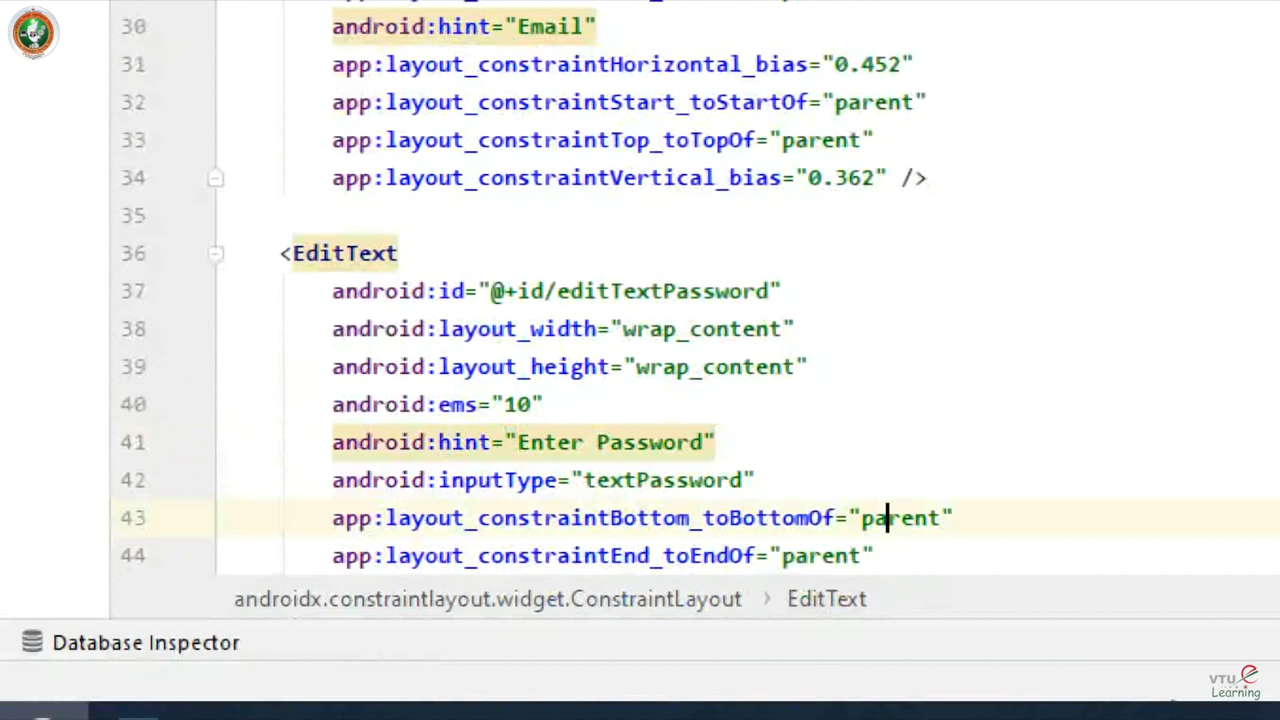 30 android:hint="Email"
31 app:layout_constraintHorizontal_bias="0.452"
32 app:layout_constraintStart_toStartOf="parent"
33 app:layout_constraintTop_toTopOf="parent"
34 app:layout_constraintVertical_bias="0.362" />
35
36 <EditText
37 android:id="@+id/editTextPassword"
38 android:layout_width="wrap_content"
39 android:layout_height="wrap_content"
40 android:ems="10"
41 android:hint="Enter Password"
42 android:inputType="textPassword"
43 app:layout_constraintBottom_toBottomOf="parent"
44 app:layout_constraintEnd_toEndOf="parent"
androidx.constraintlayout.widget.ConstraintLayout › EditText
Database Inspector
VTU e
Learning